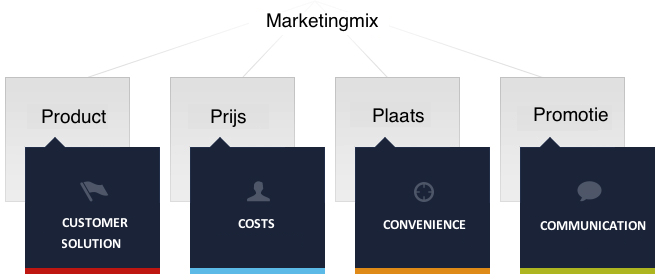 Marketingmix
Product
Prijs
Plaats
Promotie
CUSTOMER
SOLUTION
COSTS
CONVENIENCE
COMMUNICATION